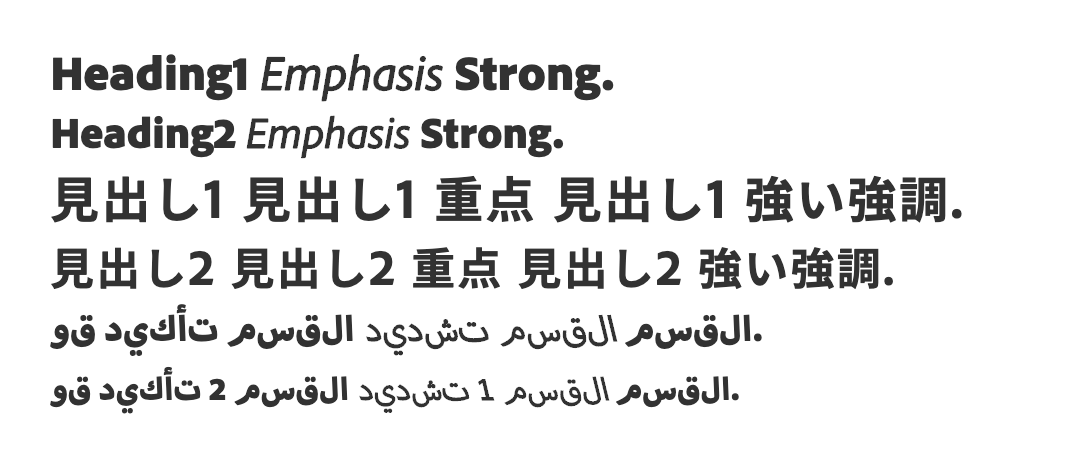 Heading1 Emphasis Strong.
Heading2 Emphasis Strong.
見出し1 見出し1 重点 見出し1 強い強調.
見出し2 見出し2 重点 見出し2 強い強調.
القسم القسم تشديد القسم تأكيد قو.
القسم القسم 1 تشديد القسم 2 تأكيد قو.